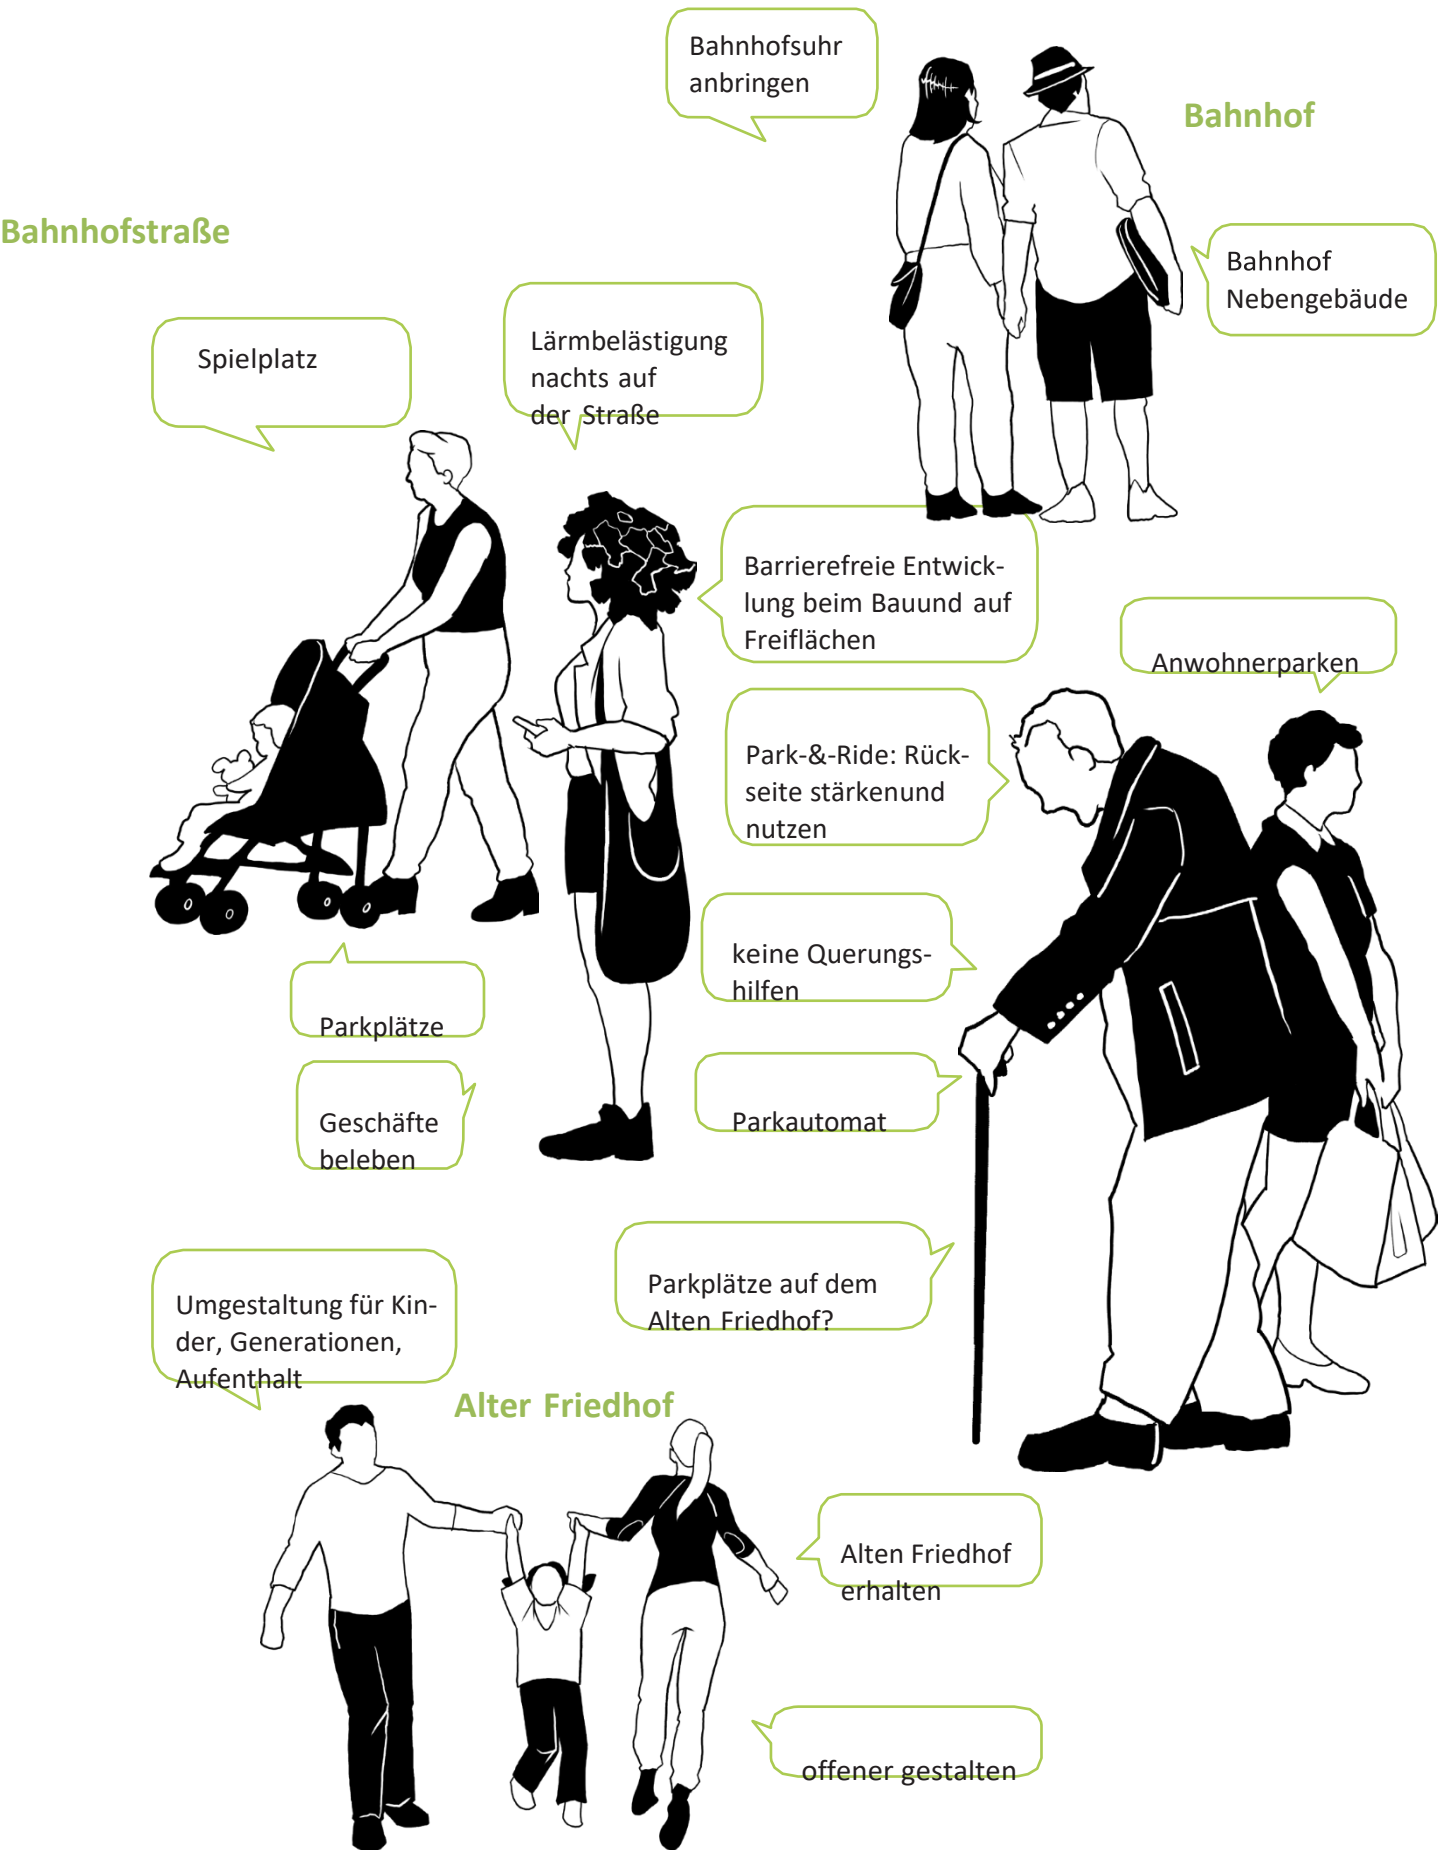 Bahnhofsuhr
anbringen
Bahnhof
Bahnhofstraße
Bahnhof
Nebengebäude
Spielplatz
Lärmbelästigung
nachts auf
der Straße
Barrierefreie Entwick-
lung beim Bauund auf
Freiflächen
Anwohnerparken
Park-&-Ride: Rück-
seite stärkenund
nutzen
keine Querungs-
hilfen
Parkplätze
Parkautomat
Geschäfte
beleben
Parkplätze auf dem
Alten Friedhof?
Umgestaltung für Kin-
der, Generationen,
Aufenthalt
Alter Friedhof
Alten Friedhof
erhalten
offener gestalten